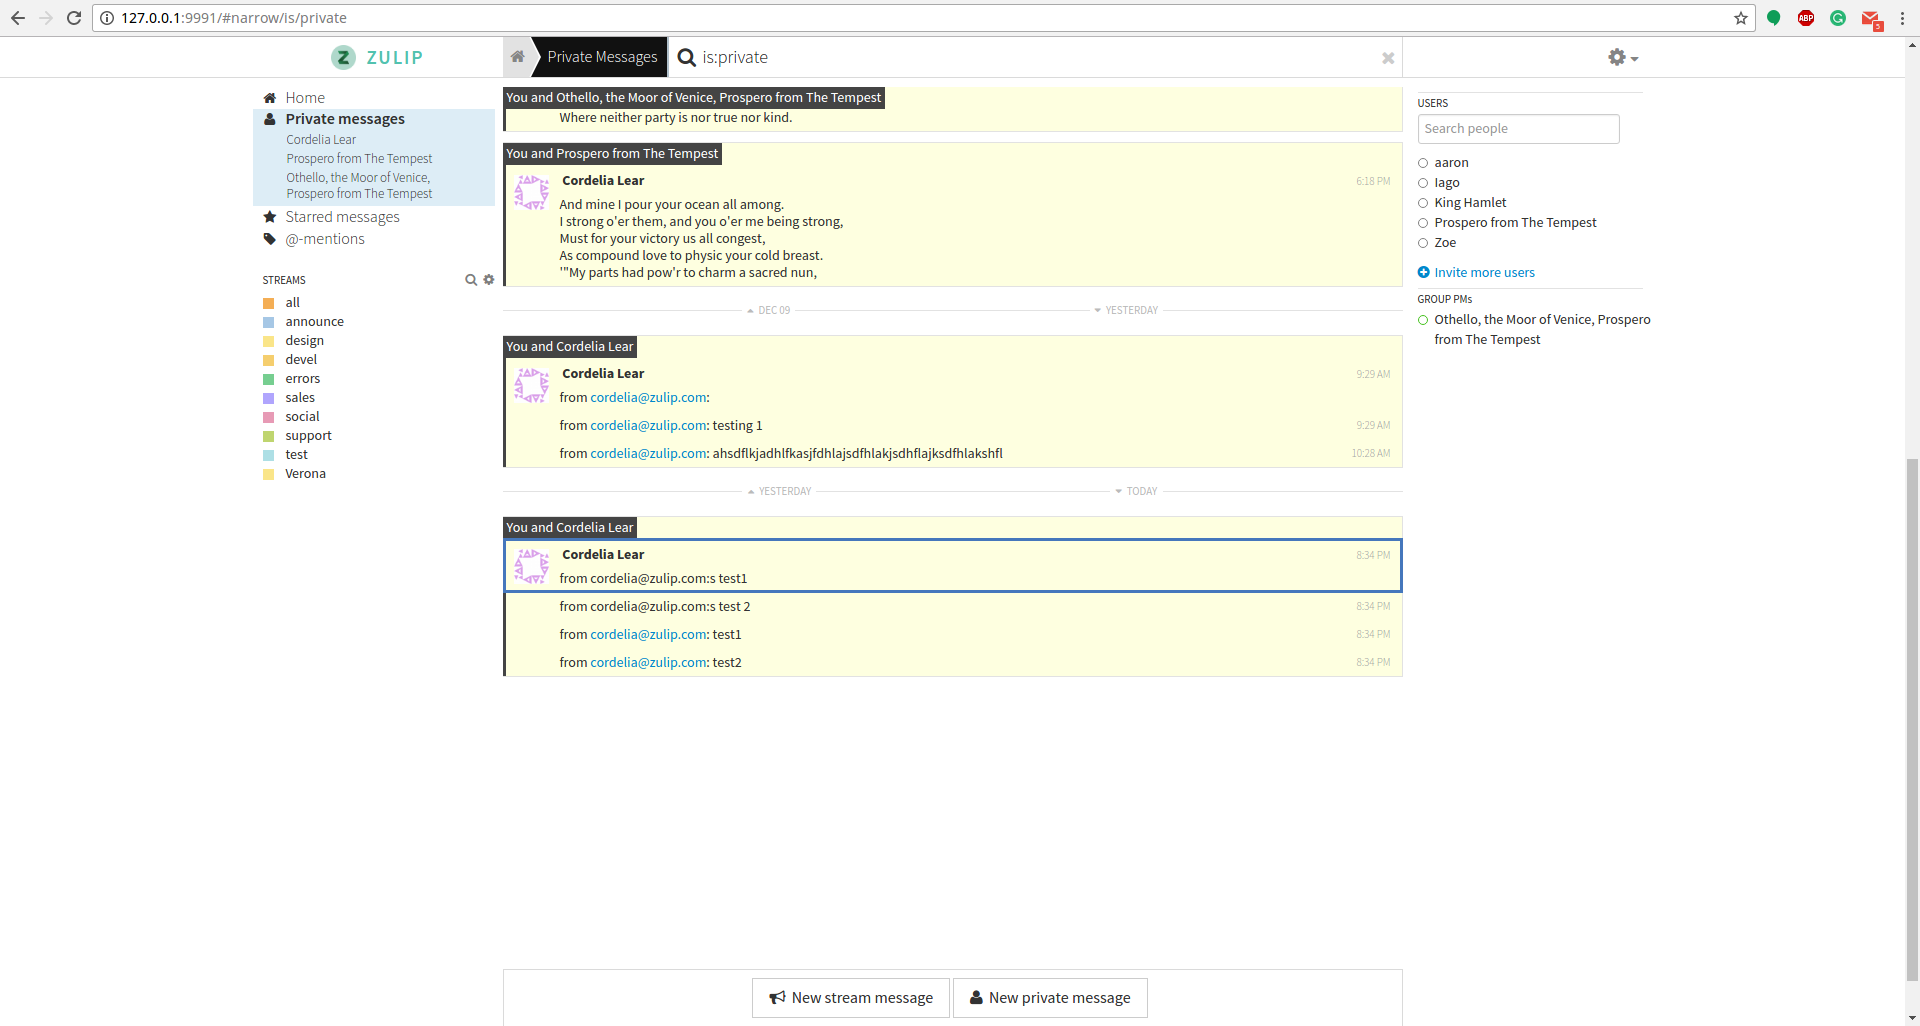 127.0.0.1:9991/#narrow/is/private
ABP
5
ZULIP
Private Messages
is:private
Home
Private messages
Cordelia Lear
Prospero from The Tempest
Othello, the Moor of Venice,
Prospero from The Tempest
Starred messages
@-mentions
STREAMS
all
announce
design
devel
errors
sales
social
support
test
Verona
You and Othello, the Moor of Venice, Prospero from The Tempest
Where neither party is nor true nor kind.
You and Prospero from The Tempest
Cordelia Lear 6:18 PM
And mine I pour your ocean all among.
I strong o'er them, and you o'er me being strong,
Must for your victory us all congest,
As compound love to physic your cold breast.
'"My parts had pow'r to charm a sacred nun,
DEC 09 YESTERDAY
You and Cordelia Lear
Cordelia Lear 9:29 AM
from cordelia@zulip.com:
from cordelia@zulip.com: testing 1 9:29 AM
from cordelia@zulip.com: ahsdflkjadhlfkasjfdhlajsdfhlakjsdhflajksdfhlakshfl 10:28 AM
YESTERDAY TODAY
You and Cordelia Lear
Cordelia Lear 8:34 PM
from cordelia@zulip.com:s test1
from cordelia@zulip.com:s test 2 8:34 PM
from cordelia@zulip.com: test1 8:34 PM
from cordelia@zulip.com: test2 8:34 PM
New stream message
New private message
USERS
Search people
aaron
Iago
King Hamlet
Prospero from The Tempest
Zoe
Invite more users
GROUP PMs
Othello, the Moor of Venice, Prospero
from The Tempest